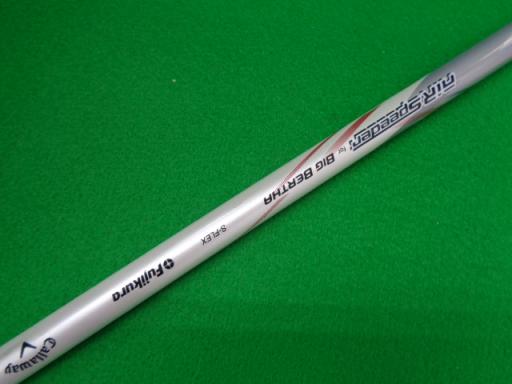 AIR Speeder
for BIG BERTHA
S-FLEX
Fujikura
Callaway